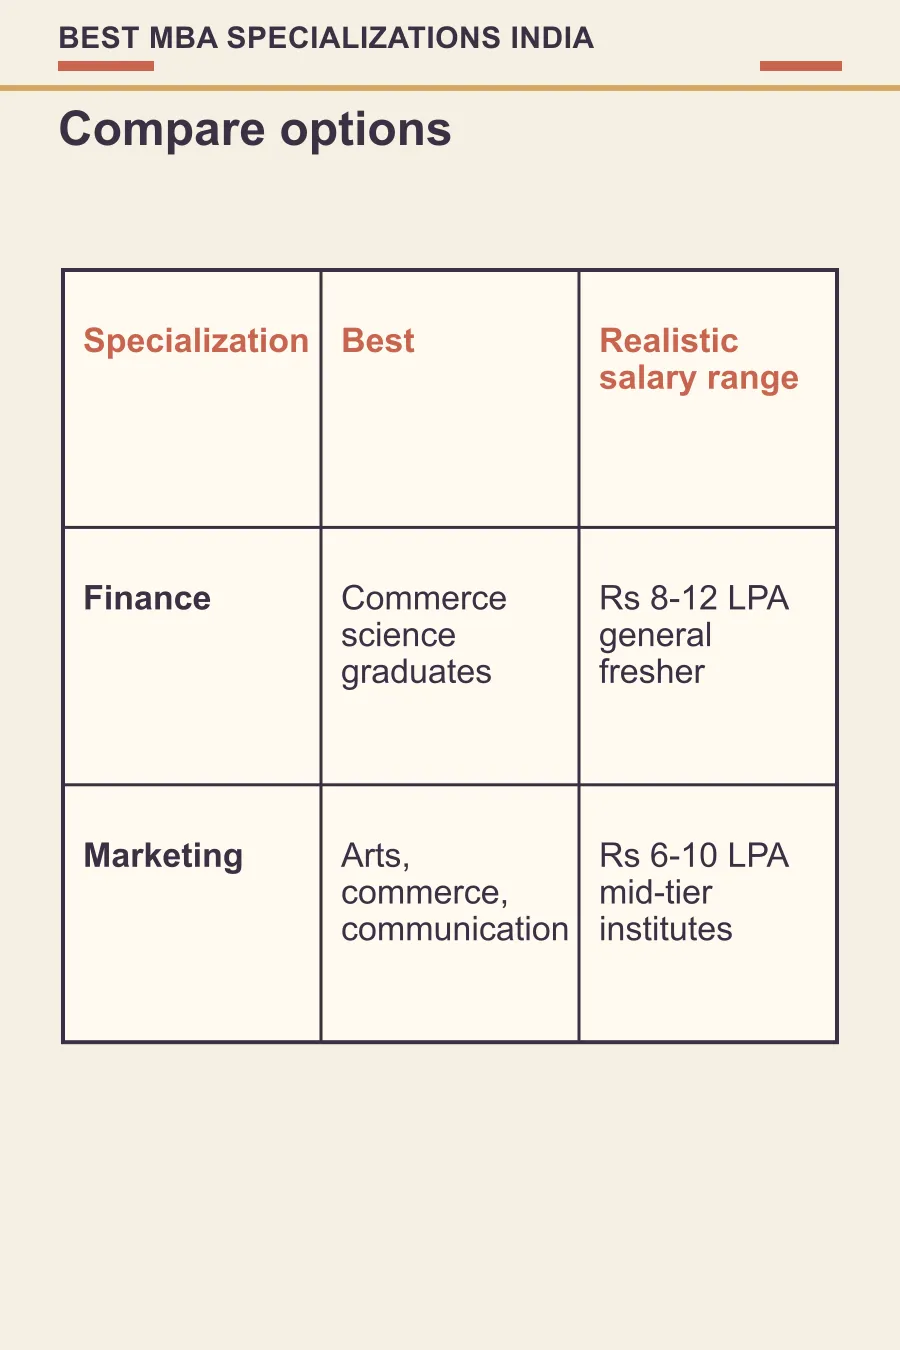 BEST MBA SPECIALIZATIONS INDIA
Compare options
Specialization
Best
Realistic
salary range
Finance
Commerce
science
graduates
Rs 8-12 LPA
general
fresher
Marketing
Arts,
commerce,
communication
Rs 6-10 LPA
mid-tier
institutes